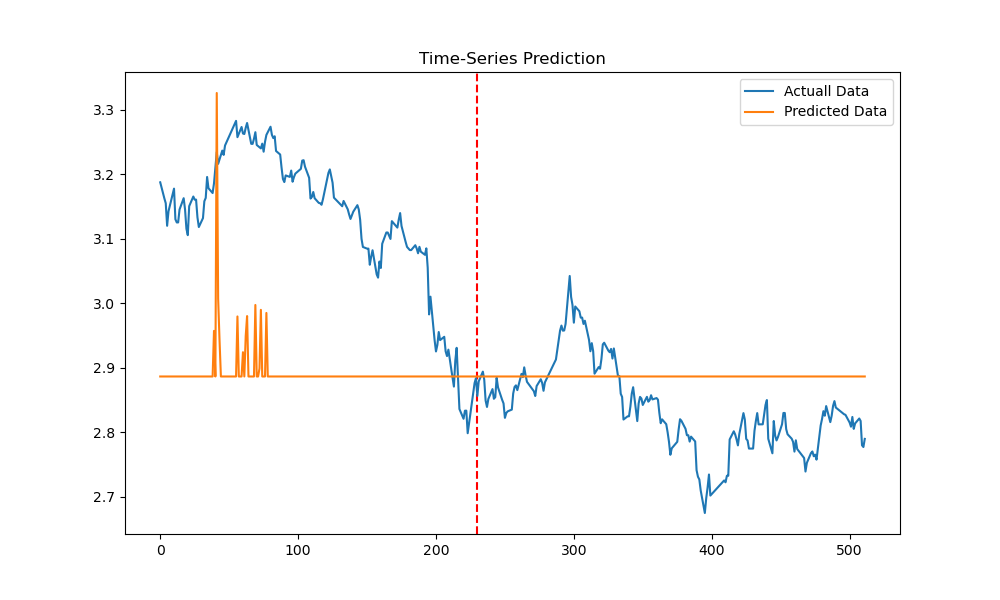 Time-Series Prediction
Actuall Data
Predicted Data
3.3
3.2
3.1
3.0
2.9
2.8
2.7
0 100 200 300 400 500